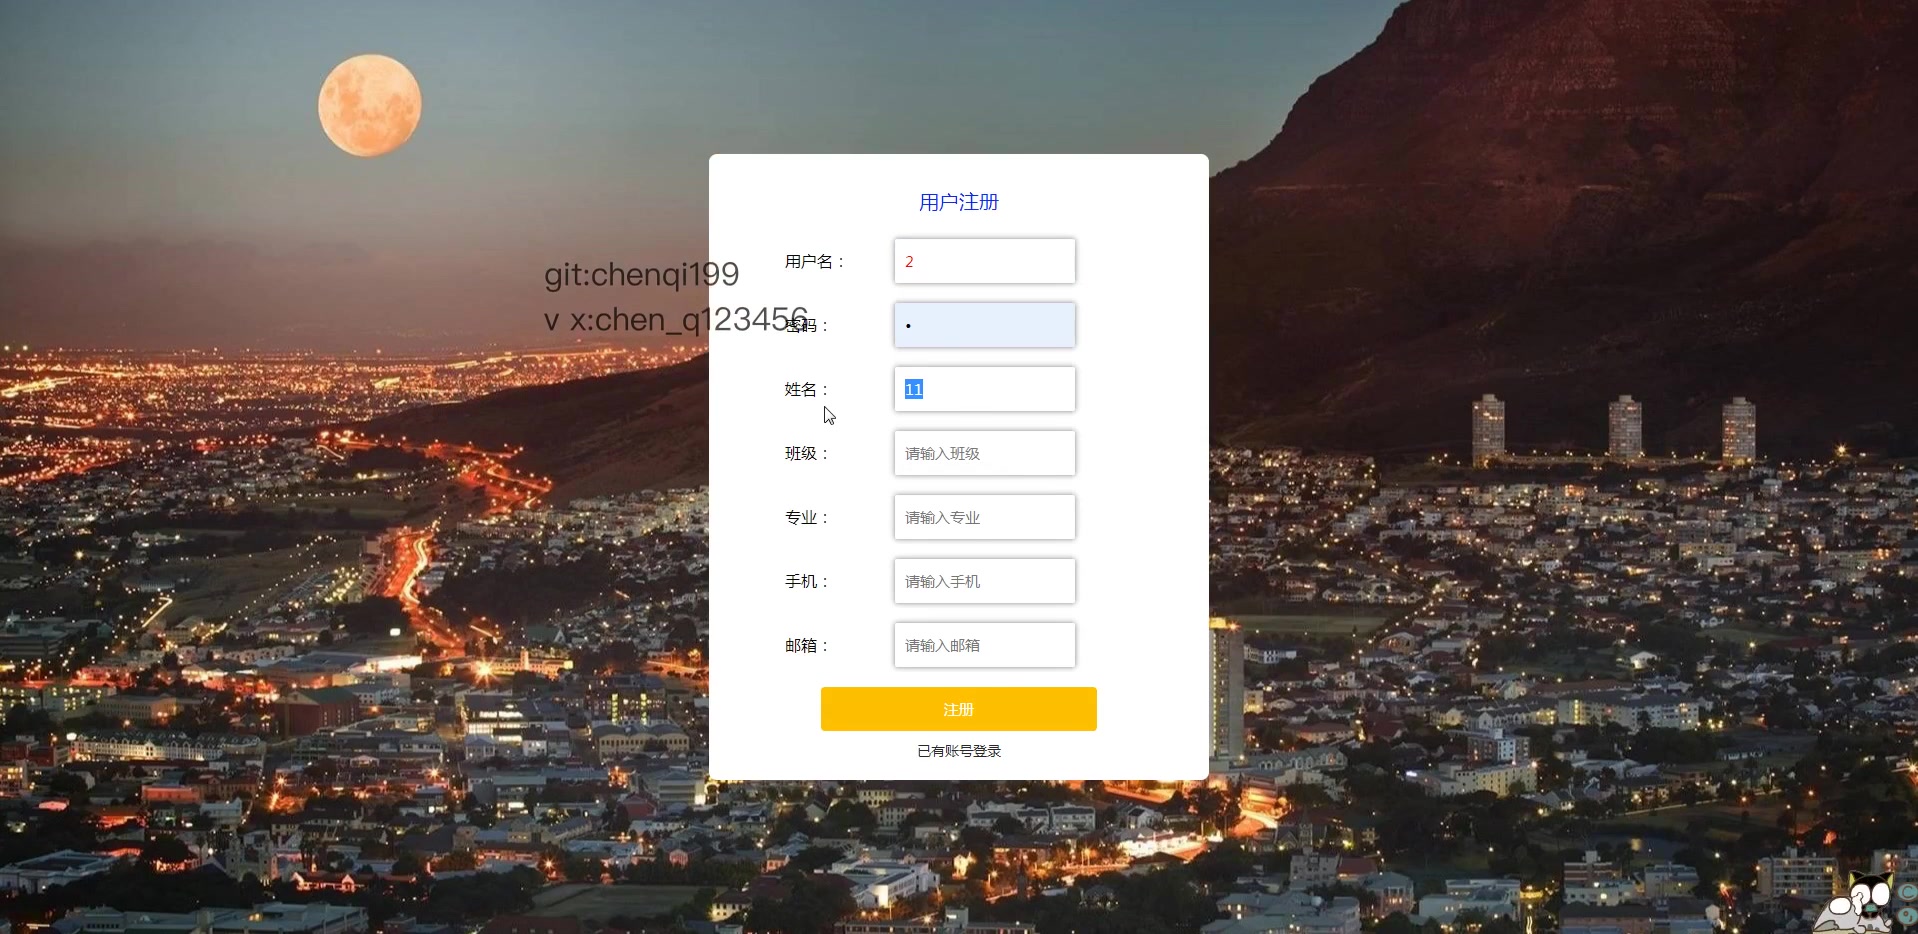 用户注册
用户名：
2
git:chenqi199
v x:chen_q123456
密码：
•
姓名：
11
班级：
请输入班级
专业：
请输入专业
手机：
请输入手机
邮箱：
请输入邮箱
注册
已有账号登录